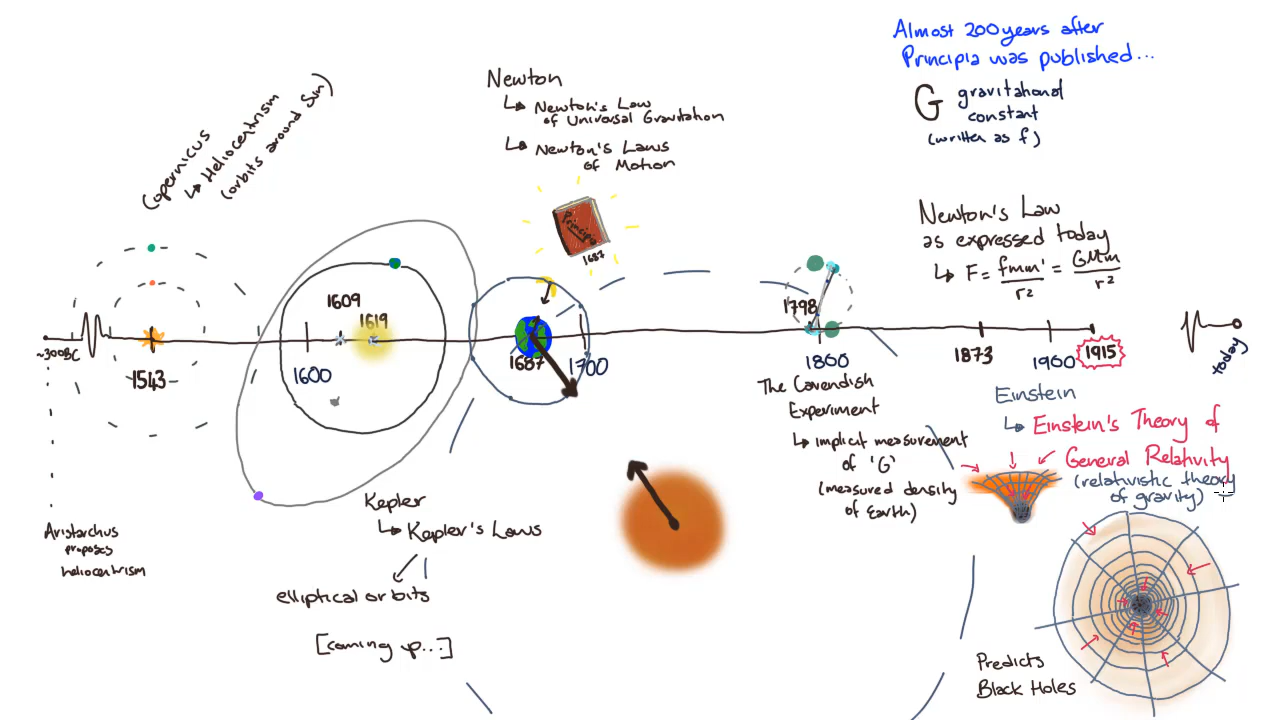 Almost 200 years after
Principia was published...
G gravitational
constant
(written as f)
Newton
↳ Newton's Law
of Universal Gravitation
↳ Newton's Laws
of Motion
Principia
1687
Copernicus
↳ Heliocentrism
(orbits around Sun)
Newton's Law
as expressed today
↳ F = fmm'/r² = GMm/r²
~300BC
1543
1600
1609
1619
1687
1700
1798
1800
1873
1900
1915
today
Aristarchus
proposes
heliocentrism
Kepler
↳ Kepler's Laws
elliptical orbits
[coming up...]
The Cavendish
Experiment
↳ implicit measurement
of 'G'
(measured density
of Earth)
Einstein
↳ Einstein's Theory of
General Relativity
(relativistic theory
of gravity)
Predicts
Black Holes